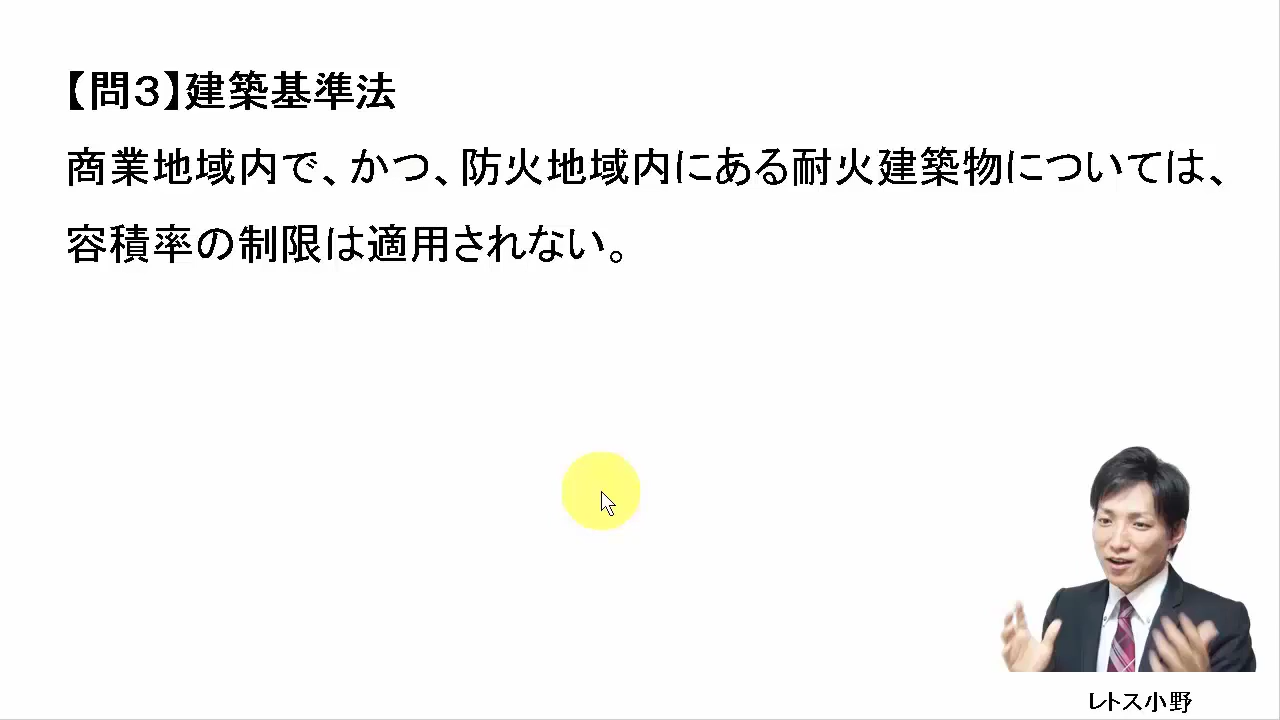 【問３】建築基準法
商業地域内で、かつ、防火地域内にある耐火建築物については、
容積率の制限は適用されない。
レトス小野